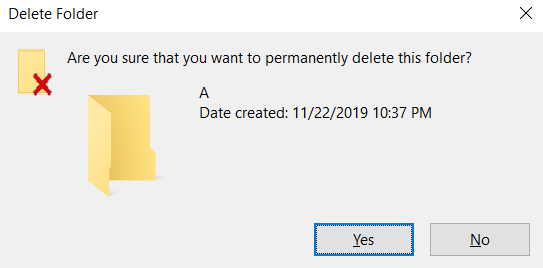 Delete Folder
Are you sure that you want to permanently delete this folder?
A
Date created: 11/22/2019 10:37 PM
Yes
No